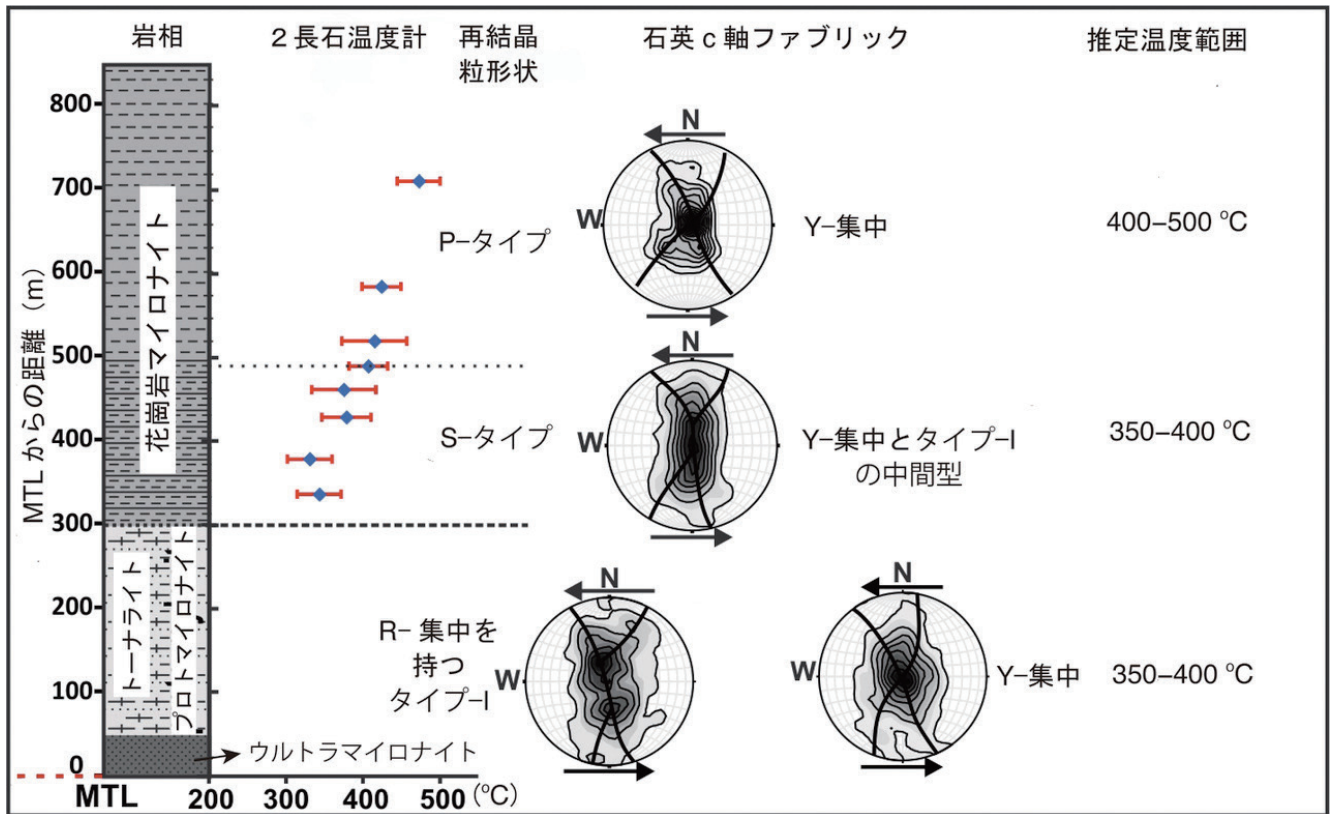 岩相
2長石温度計
再結晶
粒形状
石英c軸ファブリック
推定温度範囲
MTLからの距離（m）
800
700
600
500
400
300
200
100
0
花崗岩マイロナイト
トーナライト
プロトマイロナイト
ウルトラマイロナイト
MTL
200
300
400
500
(℃)
P−タイプ
N
W
Y−集中
400−500 ℃
S−タイプ
N
W
Y−集中とタイプ−I
の中間型
350−400 ℃
R− 集中を
持つ
タイプ−I
N
W
N
W
Y−集中
350−400 ℃